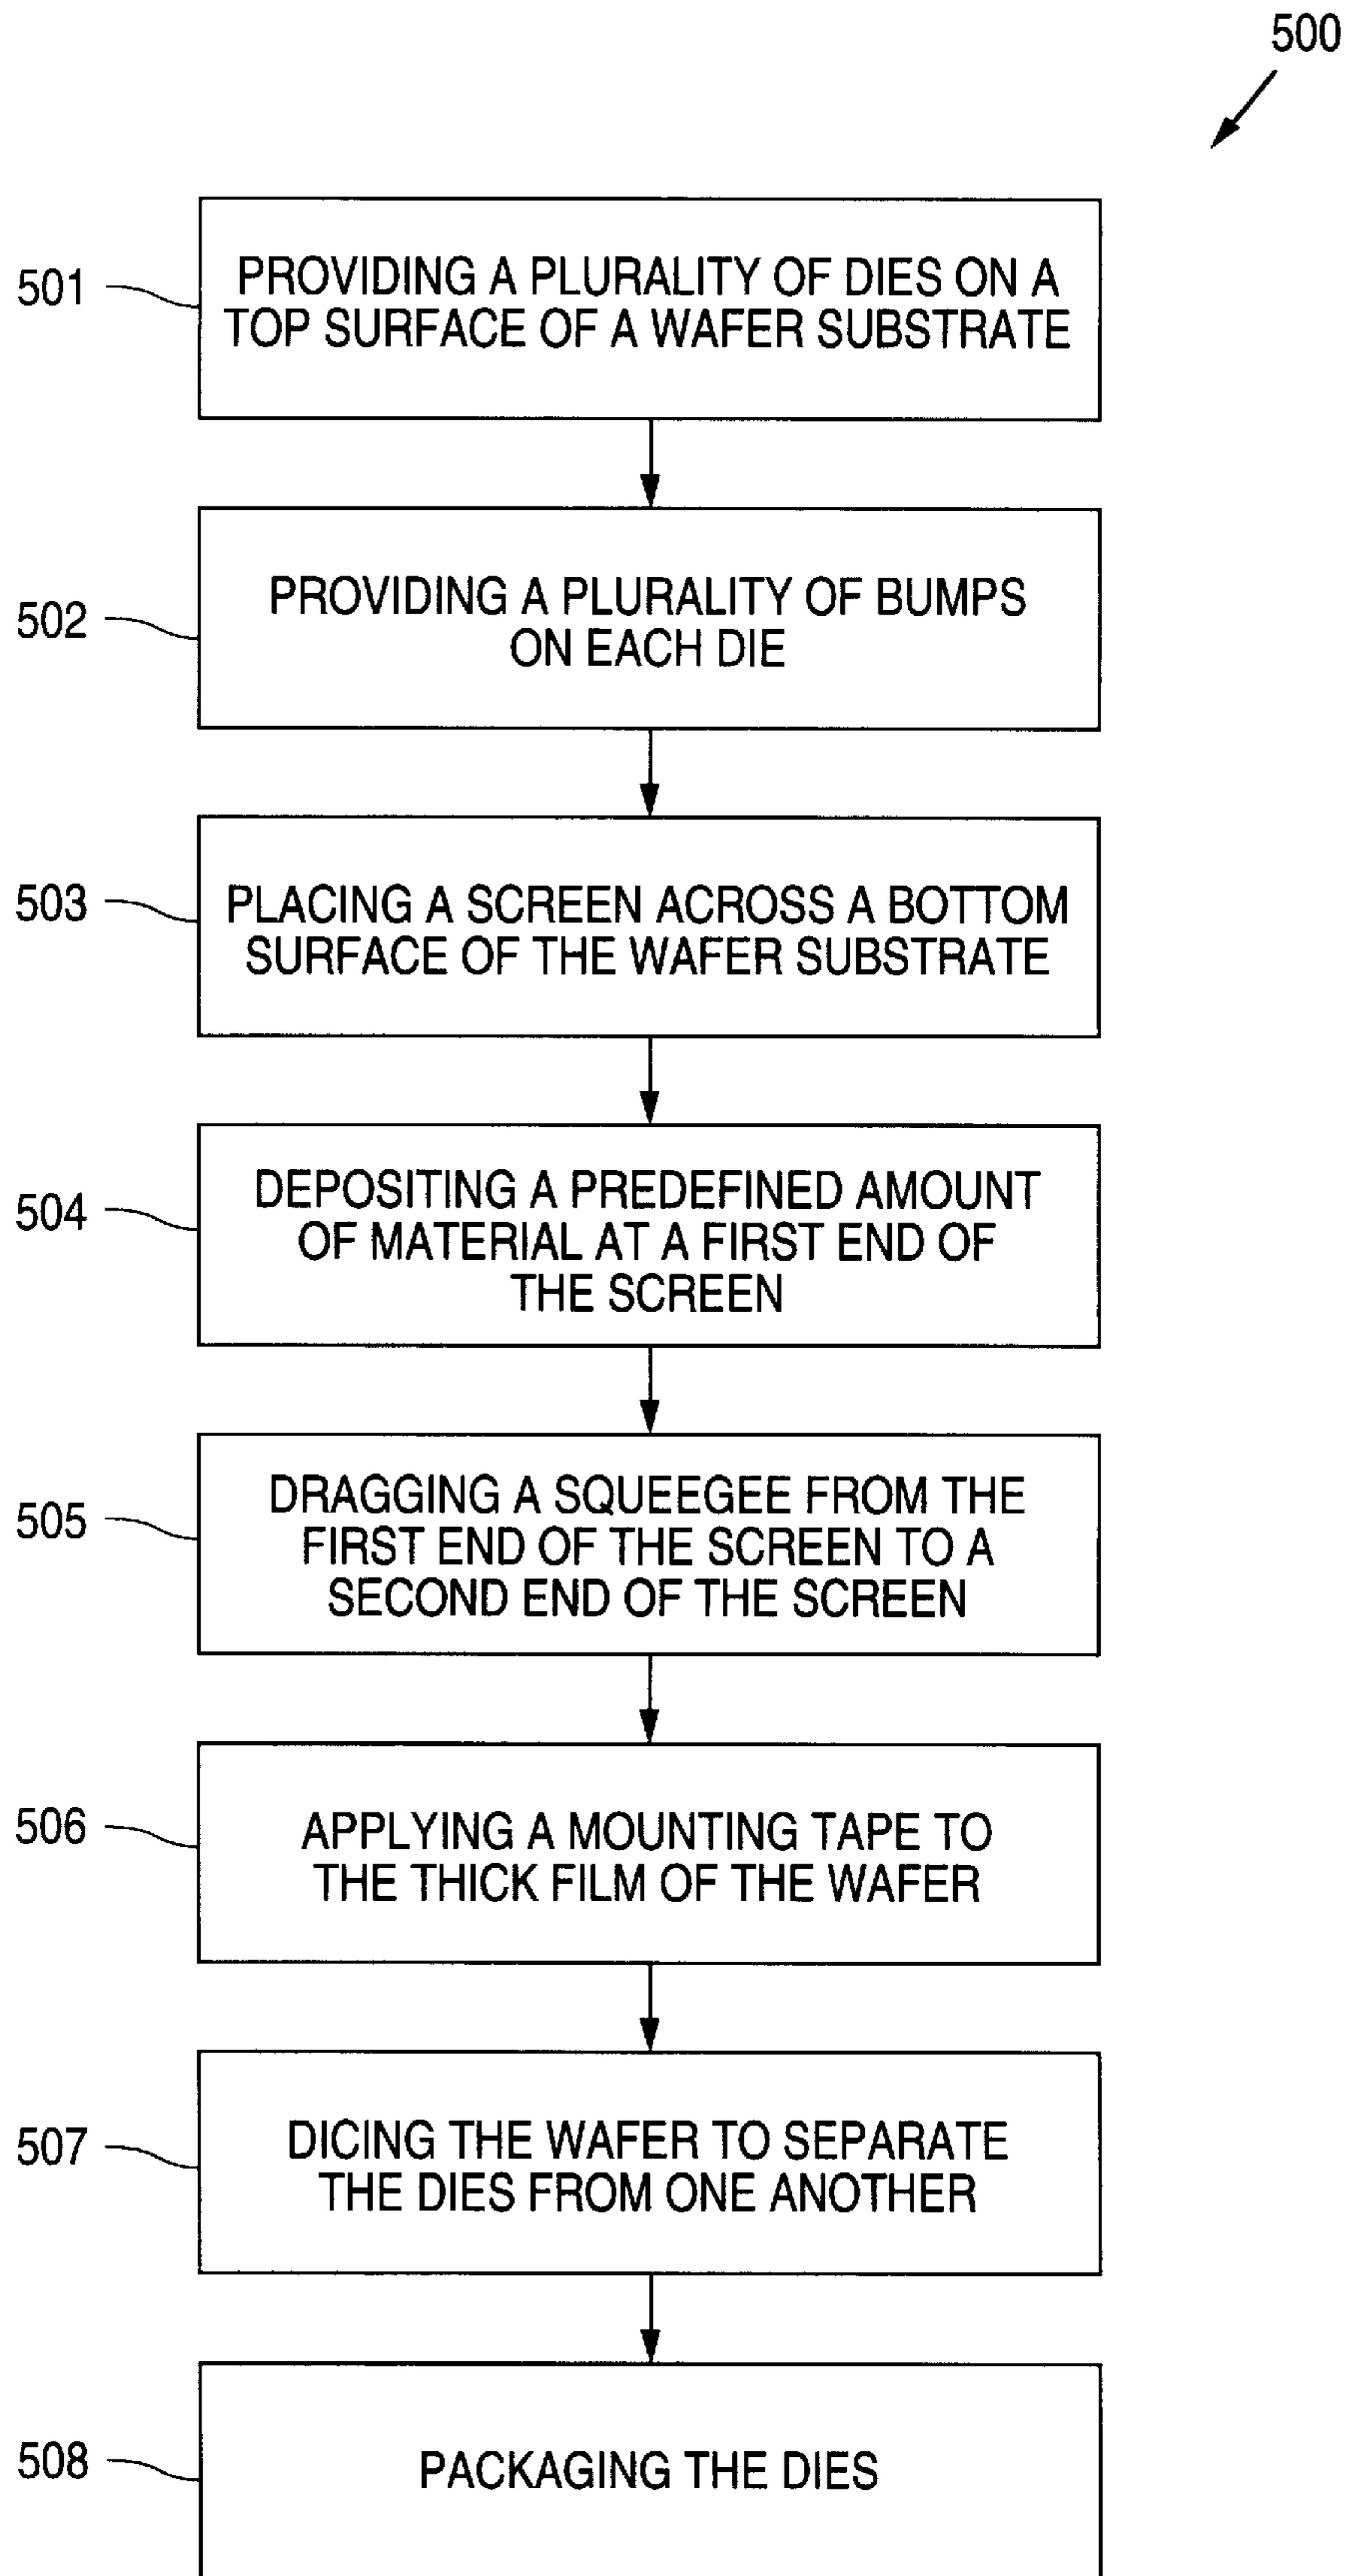 500
501
PROVIDING A PLURALITY OF DIES ON A
TOP SURFACE OF A WAFER SUBSTRATE
502
PROVIDING A PLURALITY OF BUMPS
ON EACH DIE
503
PLACING A SCREEN ACROSS A BOTTOM
SURFACE OF THE WAFER SUBSTRATE
504
DEPOSITING A PREDEFINED AMOUNT
OF MATERIAL AT A FIRST END OF
THE SCREEN
505
DRAGGING A SQUEEGEE FROM THE
FIRST END OF THE SCREEN TO A
SECOND END OF THE SCREEN
506
APPLYING A MOUNTING TAPE TO
THE THICK FILM OF THE WAFER
507
DICING THE WAFER TO SEPARATE
THE DIES FROM ONE ANOTHER
508
PACKAGING THE DIES